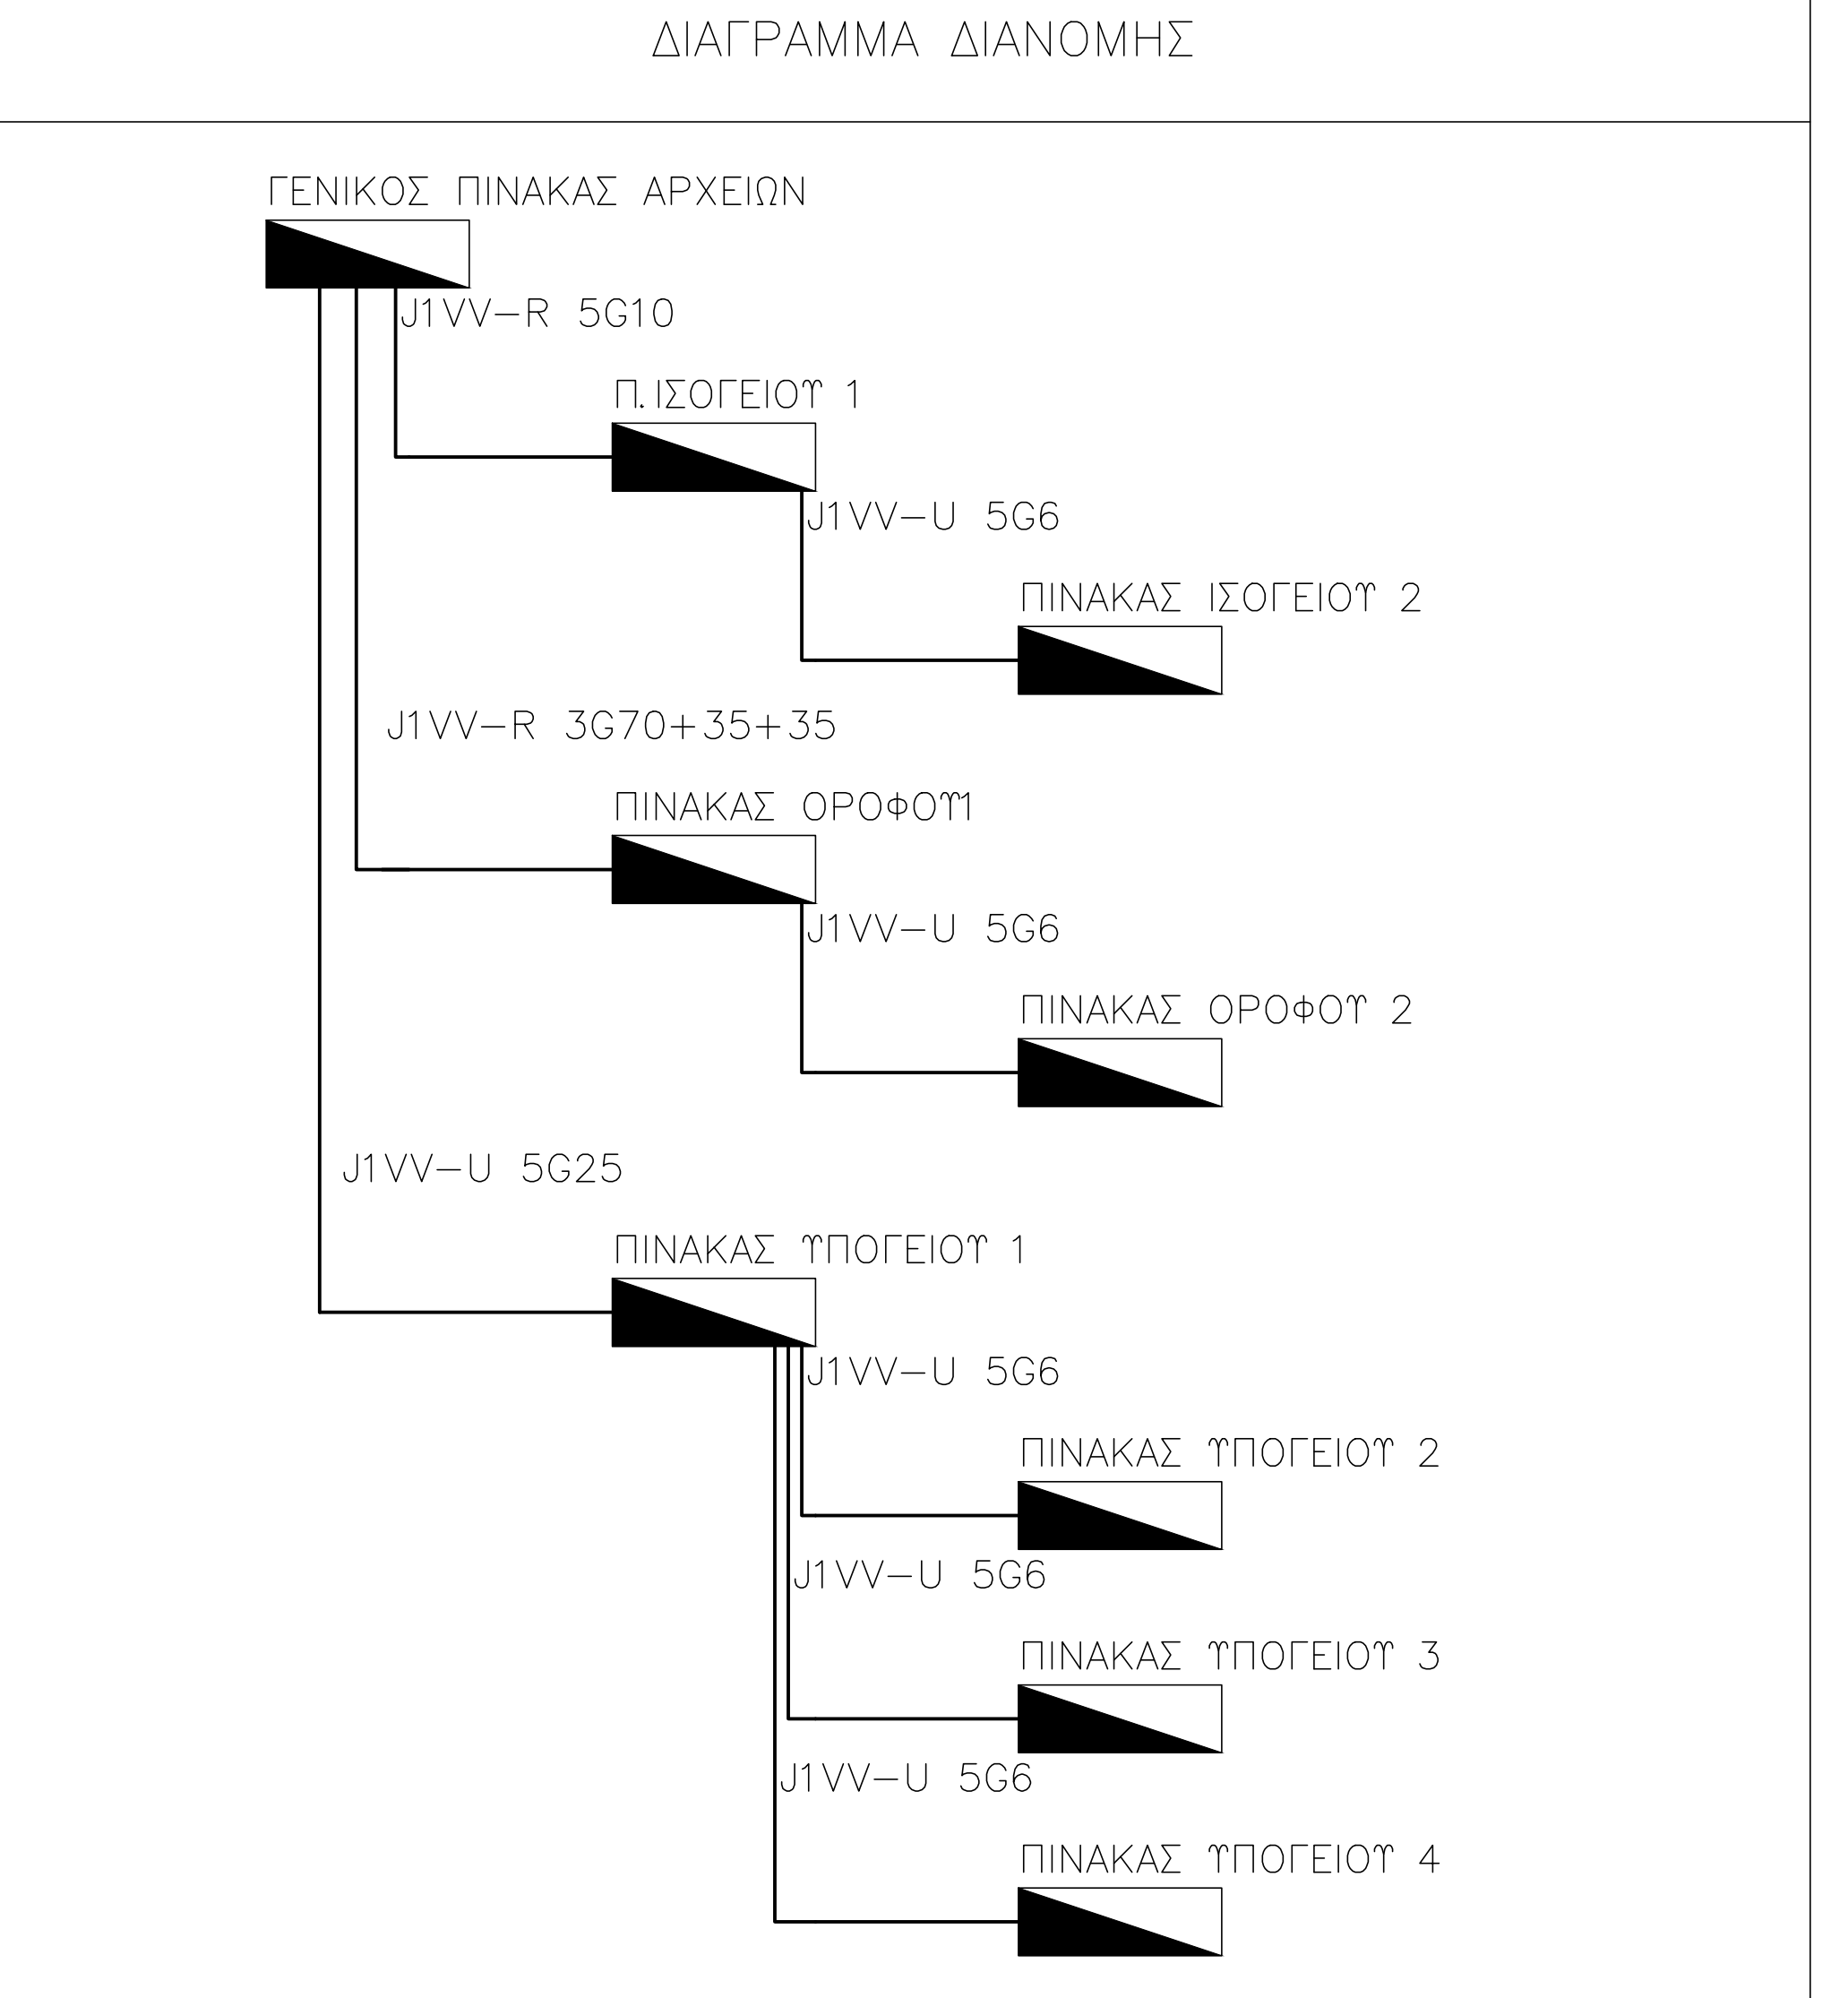 ΔΙΑΓΡΑΜΜΑ ΔΙΑΝΟΜΗΣ
ΓΕΝΙΚΟΣ ΠΙΝΑΚΑΣ ΑΡΧΕΙΩΝ
J1VV-R 5G10
Π.ΙΣΟΓΕΙΟΥ 1
J1VV-U 5G6
ΠΙΝΑΚΑΣ ΙΣΟΓΕΙΟΥ 2
J1VV-R 3G70+35+35
ΠΙΝΑΚΑΣ ΟΡΟΦΟΥ1
J1VV-U 5G6
ΠΙΝΑΚΑΣ ΟΡΟΦΟΥ 2
J1VV-U 5G25
ΠΙΝΑΚΑΣ ΥΠΟΓΕΙΟΥ 1
J1VV-U 5G6
ΠΙΝΑΚΑΣ ΥΠΟΓΕΙΟΥ 2
J1VV-U 5G6
ΠΙΝΑΚΑΣ ΥΠΟΓΕΙΟΥ 3
J1VV-U 5G6
ΠΙΝΑΚΑΣ ΥΠΟΓΕΙΟΥ 4